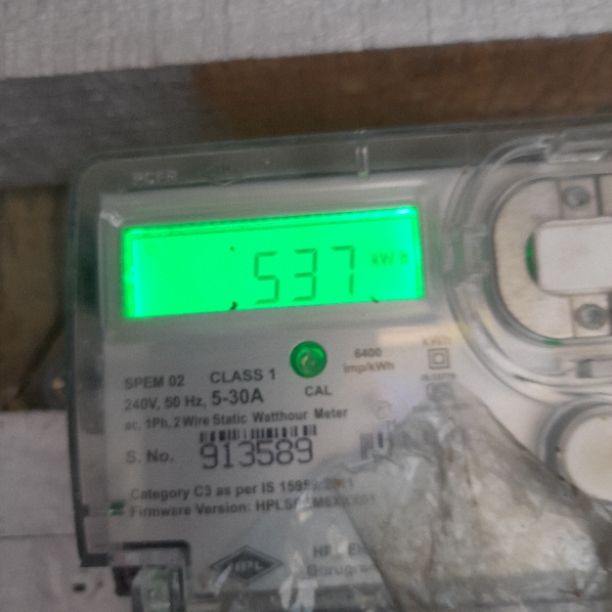 537 kWh
6400
imp/kWh
SPEM 02 CLASS 1
CAL
240V, 50 Hz, 5-30A
ac, 1Ph, 2 Wire Static Watthour Meter
S. No. 913589
Category C3 as per IS
Firmware Version:
HPL